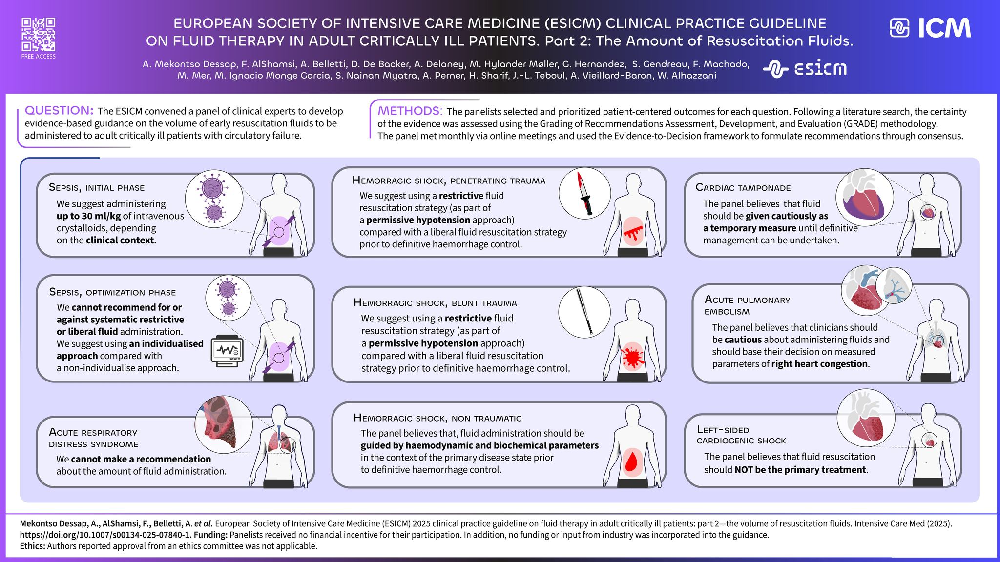 FREE ACCESS
EUROPEAN SOCIETY OF INTENSIVE CARE MEDICINE (ESICM) CLINICAL PRACTICE GUIDELINE
ON FLUID THERAPY IN ADULT CRITICALLY ILL PATIENTS. Part 2: The Amount of Resuscitation Fluids.
ICM
A. Mekontso Dessap, F. AlShamsi, A. Belletti, D. De Backer, A. Delaney, M. Hylander Møller, G. Hernandez, S. Gendreau, F. Machado,
M. Mer, M. Ignacio Monge Garcia, S. Nainan Myatra, A. Perner, H. Sharif, J.-L. Teboul, A. Vieillard-Baron, W. Alhazzani
esicm
QUESTION: The ESICM convened a panel of clinical experts to develop
evidence-based guidance on the volume of early resuscitation fluids to be
administered to adult critically ill patients with circulatory failure.
METHODS: The panelists selected and prioritized patient-centered outcomes for each question. Following a literature search, the certainty
of the evidence was assessed using the Grading of Recommendations Assessment, Development, and Evaluation (GRADE) methodology.
The panel met monthly via online meetings and used the Evidence-to-Decision framework to formulate recommendations through consensus.
SEPSIS, INITIAL PHASE
We suggest administering
up to 30 ml/kg of intravenous
crystalloids, depending
on the clinical context.
SEPSIS, OPTIMIZATION PHASE
We cannot recommend for or
against systematic restrictive
or liberal fluid administration.
We suggest using an individualised
approach compared with
a non-individualise approach.
ACUTE RESPIRATORY
DISTRESS SYNDROME
We cannot make a recommendation
about the amount of fluid administration.
HEMORRAGIC SHOCK, PENETRATING TRAUMA
We suggest using a restrictive fluid
resuscitation strategy (as part of
a permissive hypotension approach)
compared with a liberal fluid resuscitation strategy
prior to definitive haemorrhage control.
HEMORRAGIC SHOCK, BLUNT TRAUMA
We suggest using a restrictive fluid
resuscitation strategy (as part of
a permissive hypotension approach)
compared with a liberal fluid resuscitation
strategy prior to definitive haemorrhage control.
HEMORRAGIC SHOCK, NON TRAUMATIC
The panel believes that, fluid administration should be
guided by haemodynamic and biochemical parameters
in the context of the primary disease state prior
to definitive haemorrhage control.
CARDIAC TAMPONADE
The panel believes that fluid
should be given cautiously as
a temporary measure until definitive
management can be undertaken.
ACUTE PULMONARY
EMBOLISM
The panel believes that clinicians should
be cautious about administering fluids and
should base their decision on measured
parameters of right heart congestion.
LEFT-SIDED
CARDIOGENIC SHOCK
The panel believes that fluid resuscitation
should NOT be the primary treatment.
Mekontso Dessap, A., AlShamsi, F., Belletti, A. et al. European Society of Intensive Care Medicine (ESICM) 2025 clinical practice guideline on fluid therapy in adult critically ill patients: part 2—the volume of resuscitation fluids. Intensive Care Med (2025).
https://doi.org/10.1007/s00134-025-07840-1. Funding: Panelists received no financial incentive for their participation. In addition, no funding or input from industry was incorporated into the guidance.
Ethics: Authors reported approval from an ethics committee was not applicable.